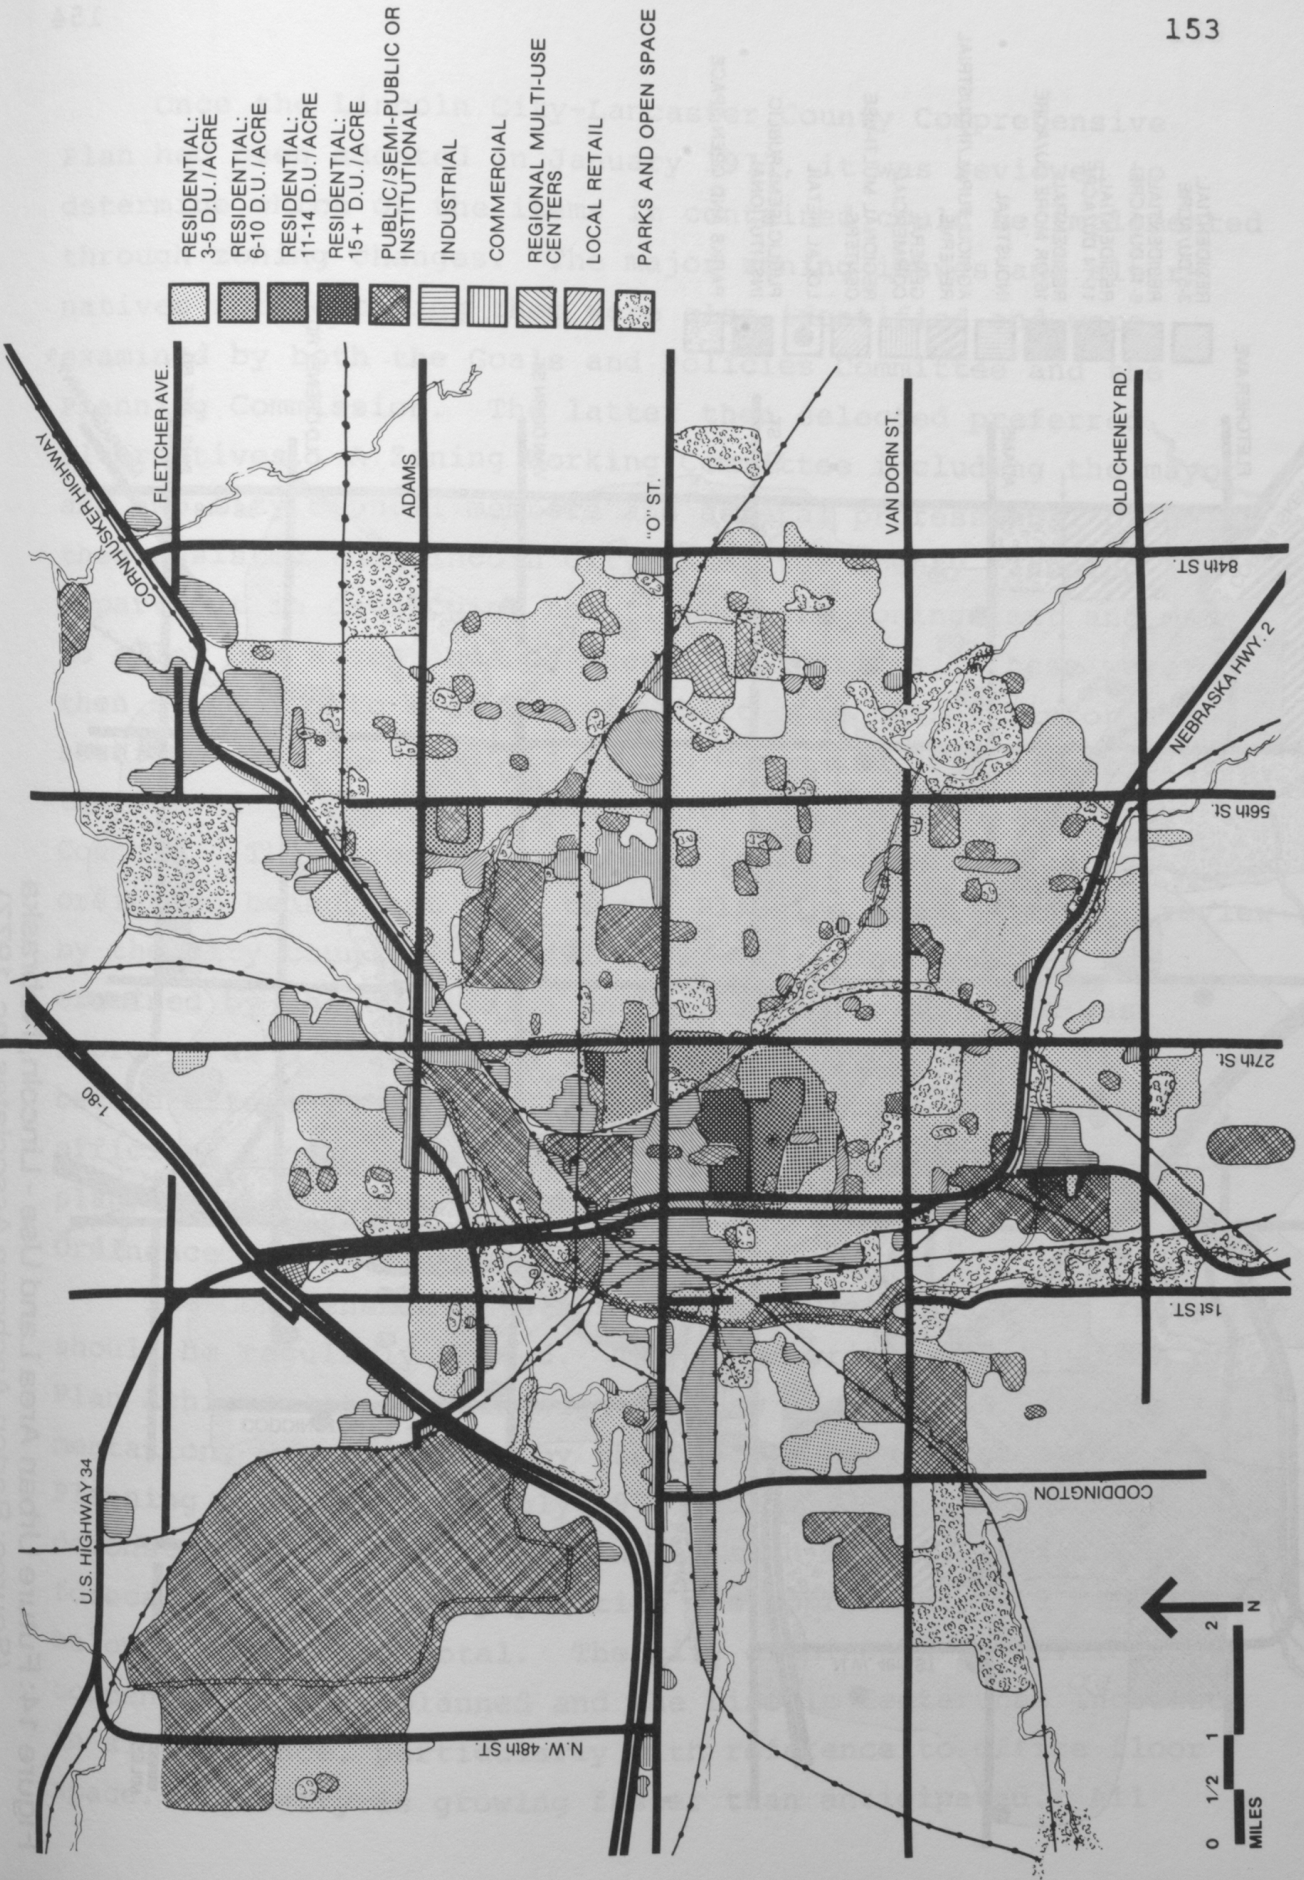 153
RESIDENTIAL:
3-5 D.U./ACRE
RESIDENTIAL:
6-10 D.U./ACRE
RESIDENTIAL:
11-14 D.U./ACRE
RESIDENTIAL:
15+ D.U./ACRE
PUBLIC/SEMI-PUBLIC OR
INSTITUTIONAL
INDUSTRIAL
COMMERCIAL
REGIONAL MULTI-USE
CENTERS
LOCAL RETAIL
PARKS AND OPEN SPACE
CORNHUSKER HIGHWAY
FLETCHER AVE.
ADAMS
"O" ST.
VAN DORN ST.
OLD CHENEY RD.
84th ST.
NEBRASKA HWY. 2
56th St.
27th St.
I-80
1st ST.
U.S. HIGHWAY 34
CODDINGTON
N.W. 48th ST.
N
0 1/2 1 2
MILES